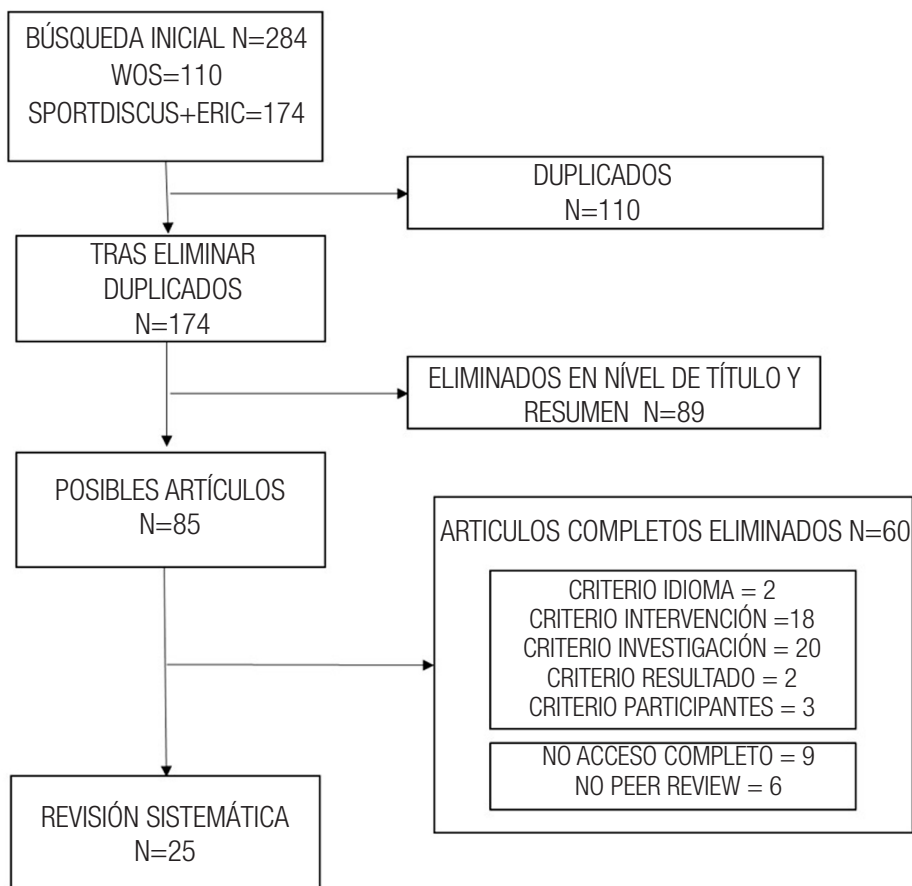 BÚSQUEDA INICIAL N=284
WOS=110
SPORTDISCUS+ERIC=174
DUPLICADOS
N=110
TRAS ELIMINAR
DUPLICADOS
N=174
ELIMINADOS EN NÍVEL DE TÍTULO Y
RESUMEN N=89
POSIBLES ARTÍCULOS
N=85
ARTICULOS COMPLETOS ELIMINADOS N=60
CRITERIO IDIOMA = 2
CRITERIO INTERVENCIÓN =18
CRITERIO INVESTIGACIÓN = 20
CRITERIO RESULTADO = 2
CRITERIO PARTICIPANTES = 3
NO ACCESO COMPLETO = 9
NO PEER REVIEW = 6
REVISIÓN SISTEMÁTICA
N=25